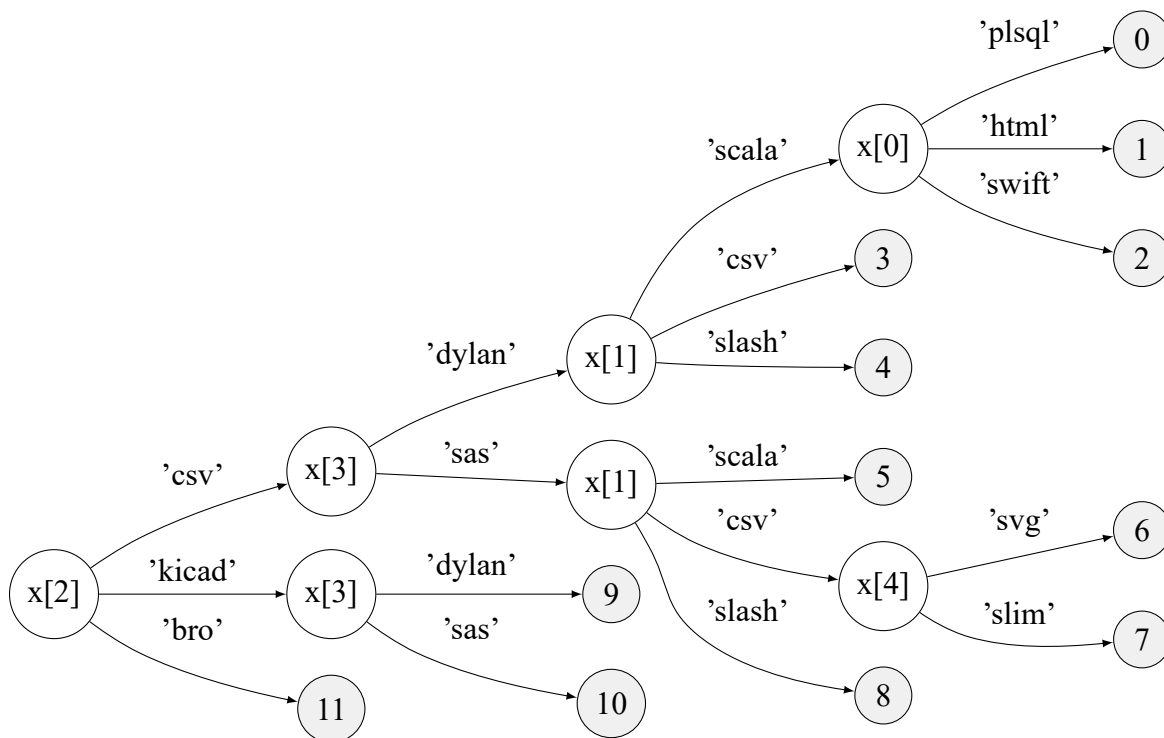 ’plsql’
0
’scala’
x[0]
’html’
1
’swift’
’csv’
3
2
’dylan’
x[1]
’slash’
4
’csv’
x[3]
’sas’
x[1]
’scala’
5
’csv’
’svg’
6
x[2]
’kicad’
x[3]
’dylan’
9
’slash’
x[4]
’slim’
7
’bro’
’sas’
11
10
8